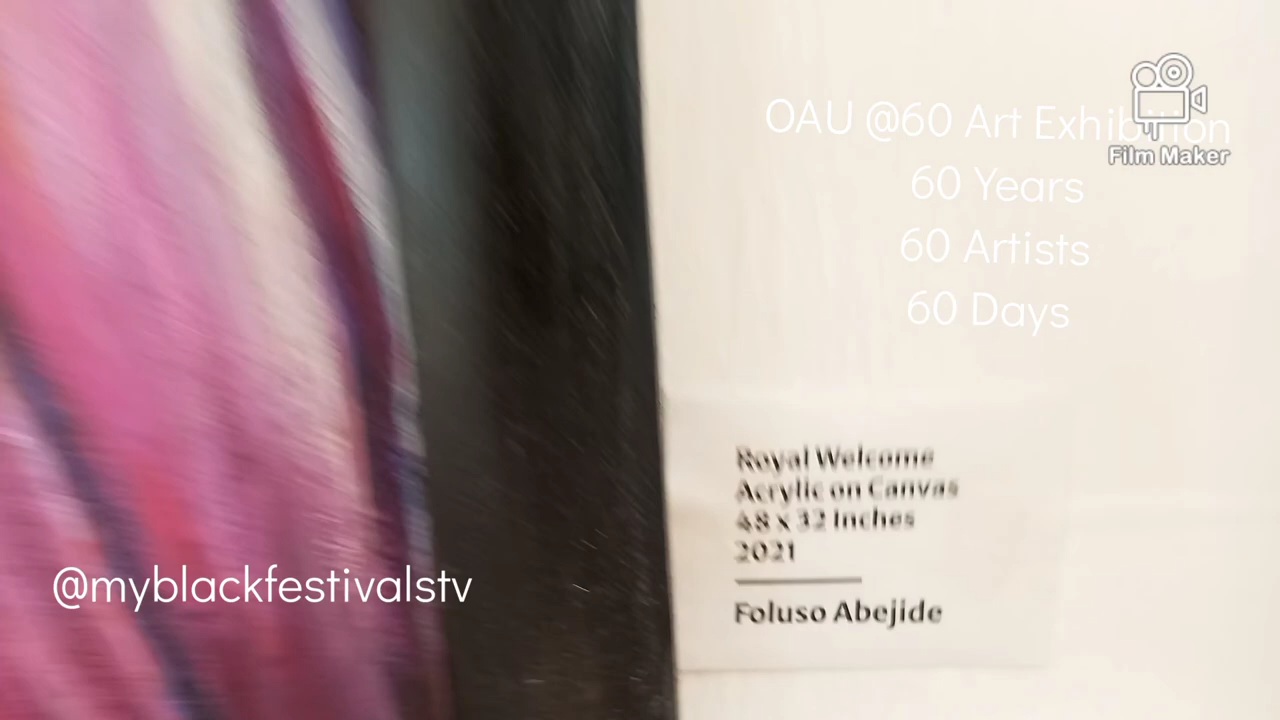 OAU @60 Art Exhibition
Film Maker
60 Years
60 Artists
60 Days
Royal Welcome
Acrylic on Canvas
48 x 32 Inches
2021
Foluso Abejide
@myblackfestivalstv